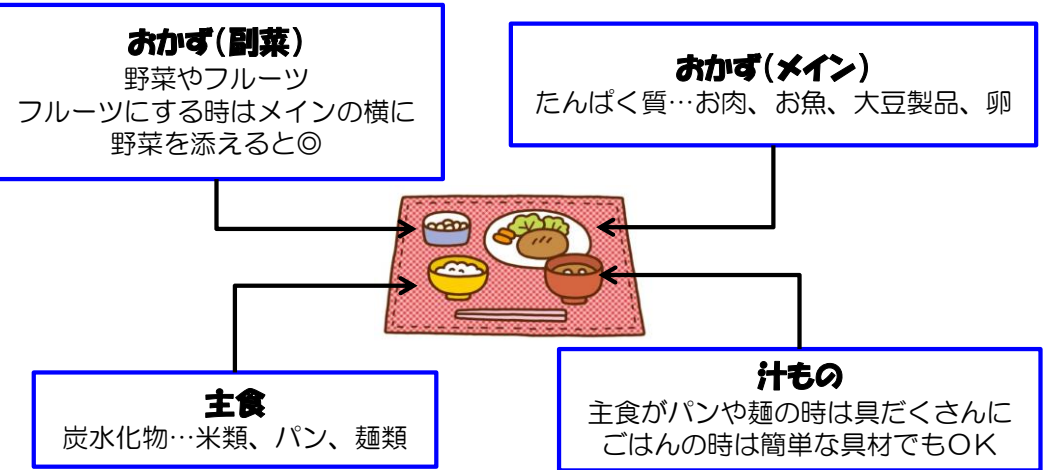 おかず(副菜)
野菜やフルーツ
フルーツにする時はメインの横に
野菜を添えると◎
おかず(メイン)
たんぱく質…お肉、お魚、大豆製品、卵
主食
炭水化物…米類、パン、麺類
汁もの
主食がパンや麺の時は具だくさんに
ごはんの時は簡単な具材でもOK